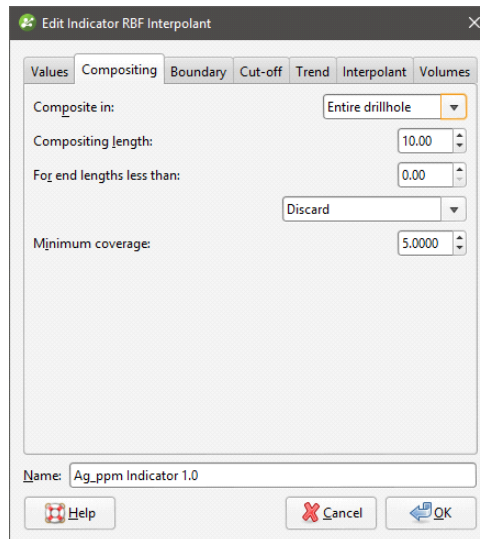 Edit Indicator RBF Interpolant
Values Compositing Boundary Cut-off Trend Interpolant Volumes
Composite in: Entire drillhole
Compositing length: 10.00
For end lengths less than: 0.00
Discard
Minimum coverage: 5.0000
Name: Ag_ppm Indicator 1.0
Help Cancel OK